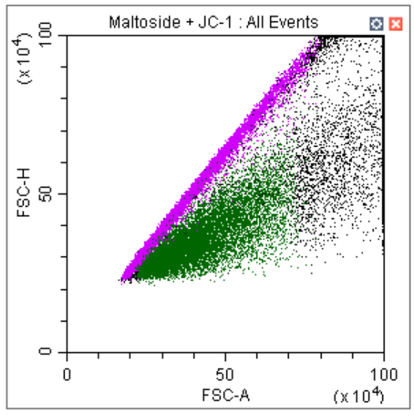 Maltoside + JC-1 : All Events
100
(x10⁴)
FSC-H
50
0
0
50
100
FSC-A
(x10⁴)